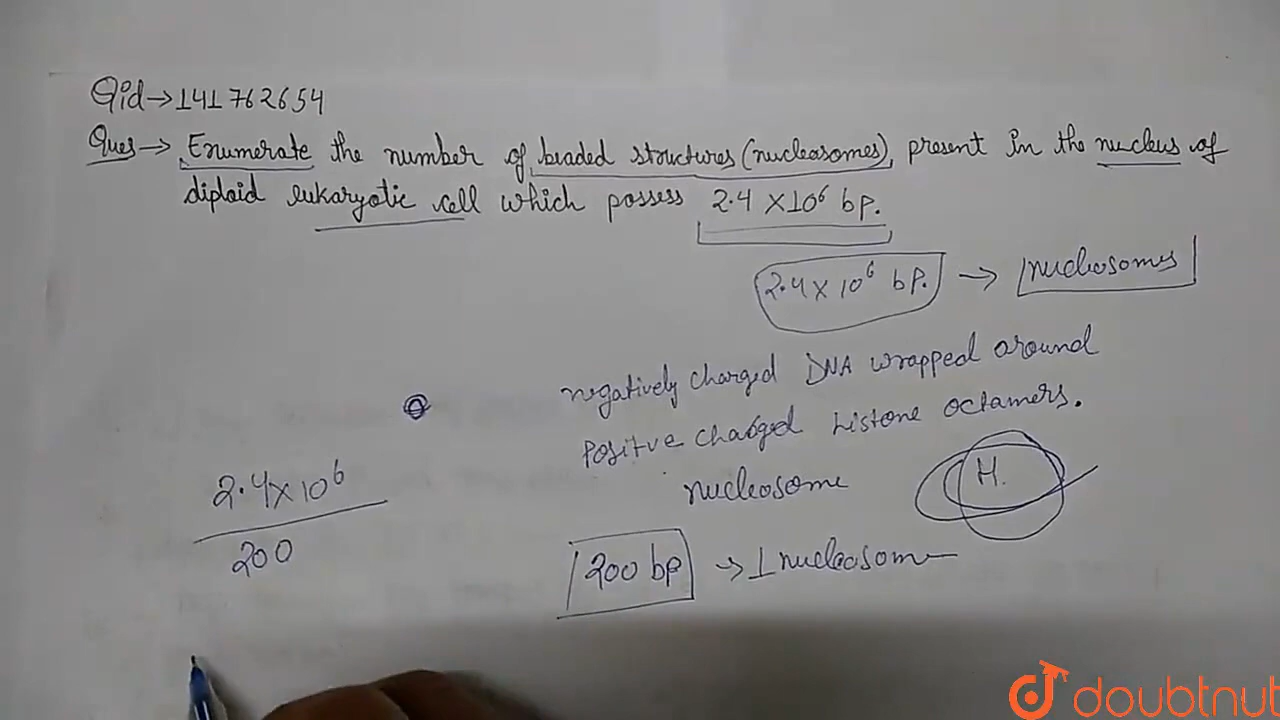 Qid→141762654
Ques→ Enumerate the number of beaded structures (nucleosomes), present in the nucleus of
diploid eukaryotic cell which possess 2.4 ×10⁶ bp.
2.4 × 10⁶ bp. → nucleosomes
negatively charged DNA wrapped around
Positive charged histone octamers.
nucleosome
H.
2.4×10⁶
200
200 bp → 1 nucleosome
doubtnut